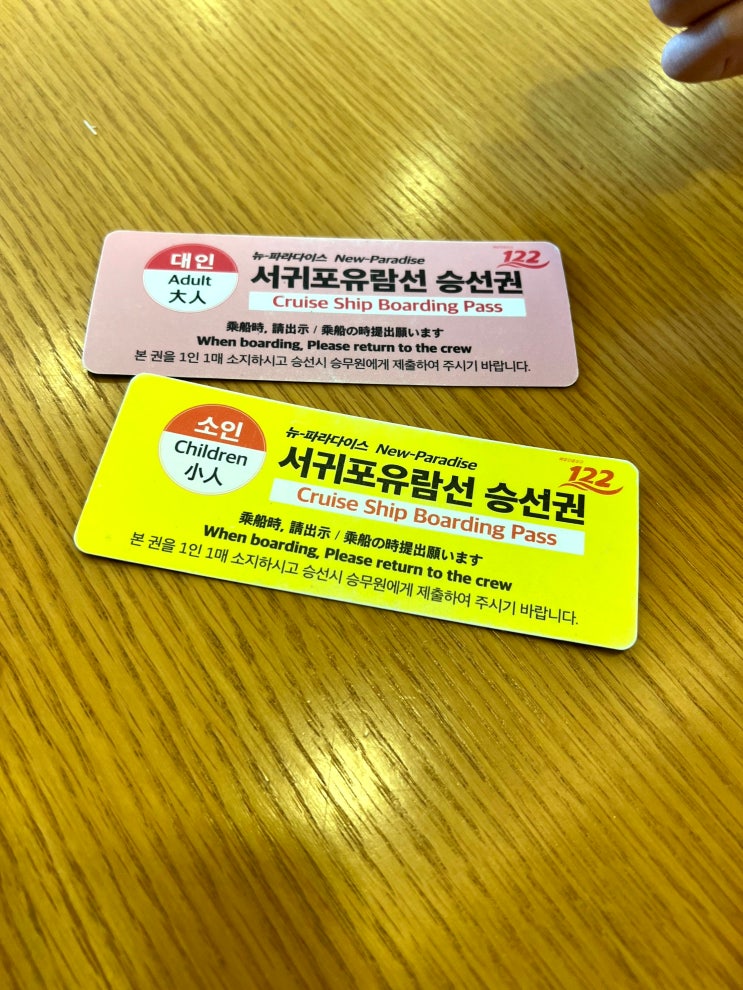 대인
Adult
大人
뉴-파라다이스 New-Paradise
122
서귀포유람선 승선권
Cruise Ship Boarding Pass
乗船時, 請出示 / 乗船の時提出願います
When boarding, Please return to the crew
본 권을 1인 1매 소지하시고 승선시 승무원에게 제출하여 주시기 바랍니다.
소인
Children
小人
뉴-파라다이스 New-Paradise
122
서귀포유람선 승선권
Cruise Ship Boarding Pass
乗船時, 請出示 / 乗船の時提出願います
When boarding, Please return to the crew
본 권을 1인 1매 소지하시고 승선시 승무원에게 제출하여 주시기 바랍니다.